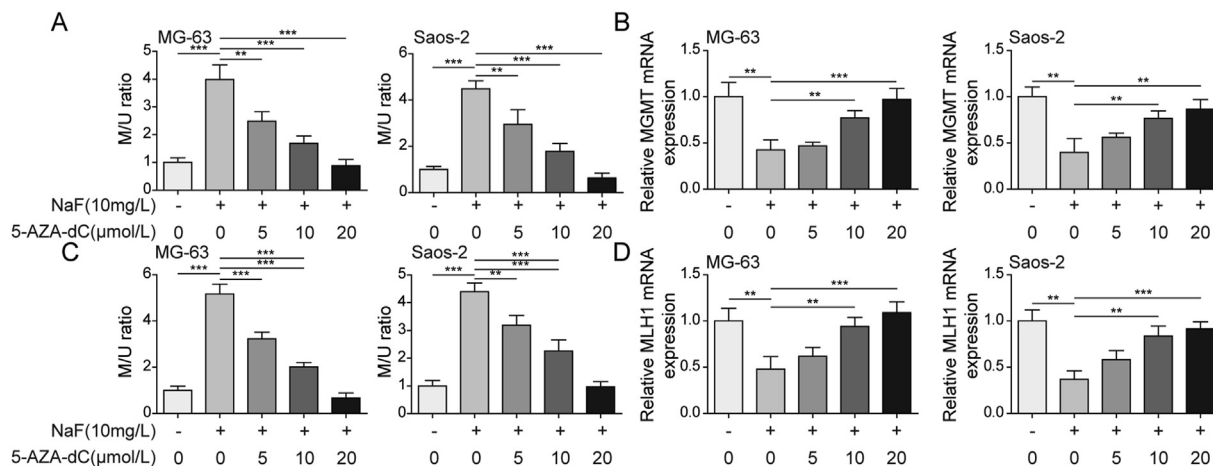 A
MG-63
***
***
***
**
M/U ratio
5
4
3
2
1
0
Saos-2
***
***
***
**
M/U ratio
6
4
2
0
NaF(10mg/L)
- + + + +
- + + + +
5-AZA-dC(μmol/L)
0 0 5 10 20
0 0 5 10 20
B
MG-63
**
***
**
Relative MGMT mRNA
expression
1.5
1.0
0.5
0.0
- + + + +
0 0 5 10 20
Saos-2
**
**
**
Relative MGMT mRNA
expression
1.5
1.0
0.5
0.0
- + + + +
0 0 5 10 20
C
MG-63
***
***
***
***
M/U ratio
6
4
2
0
Saos-2
***
***
***
**
M/U ratio
5
4
3
2
1
0
NaF(10mg/L)
- + + + +
- + + + +
5-AZA-dC(μmol/L)
0 0 5 10 20
0 0 5 10 20
D
MG-63
***
**
**
Relative MLH1 mRNA
expression
1.5
1.0
0.5
0.0
- + + + +
0 0 5 10 20
Saos-2
***
**
**
Relative MLH1 mRNA
expression
1.5
1.0
0.5
0.0
- + + + +
0 0 5 10 20